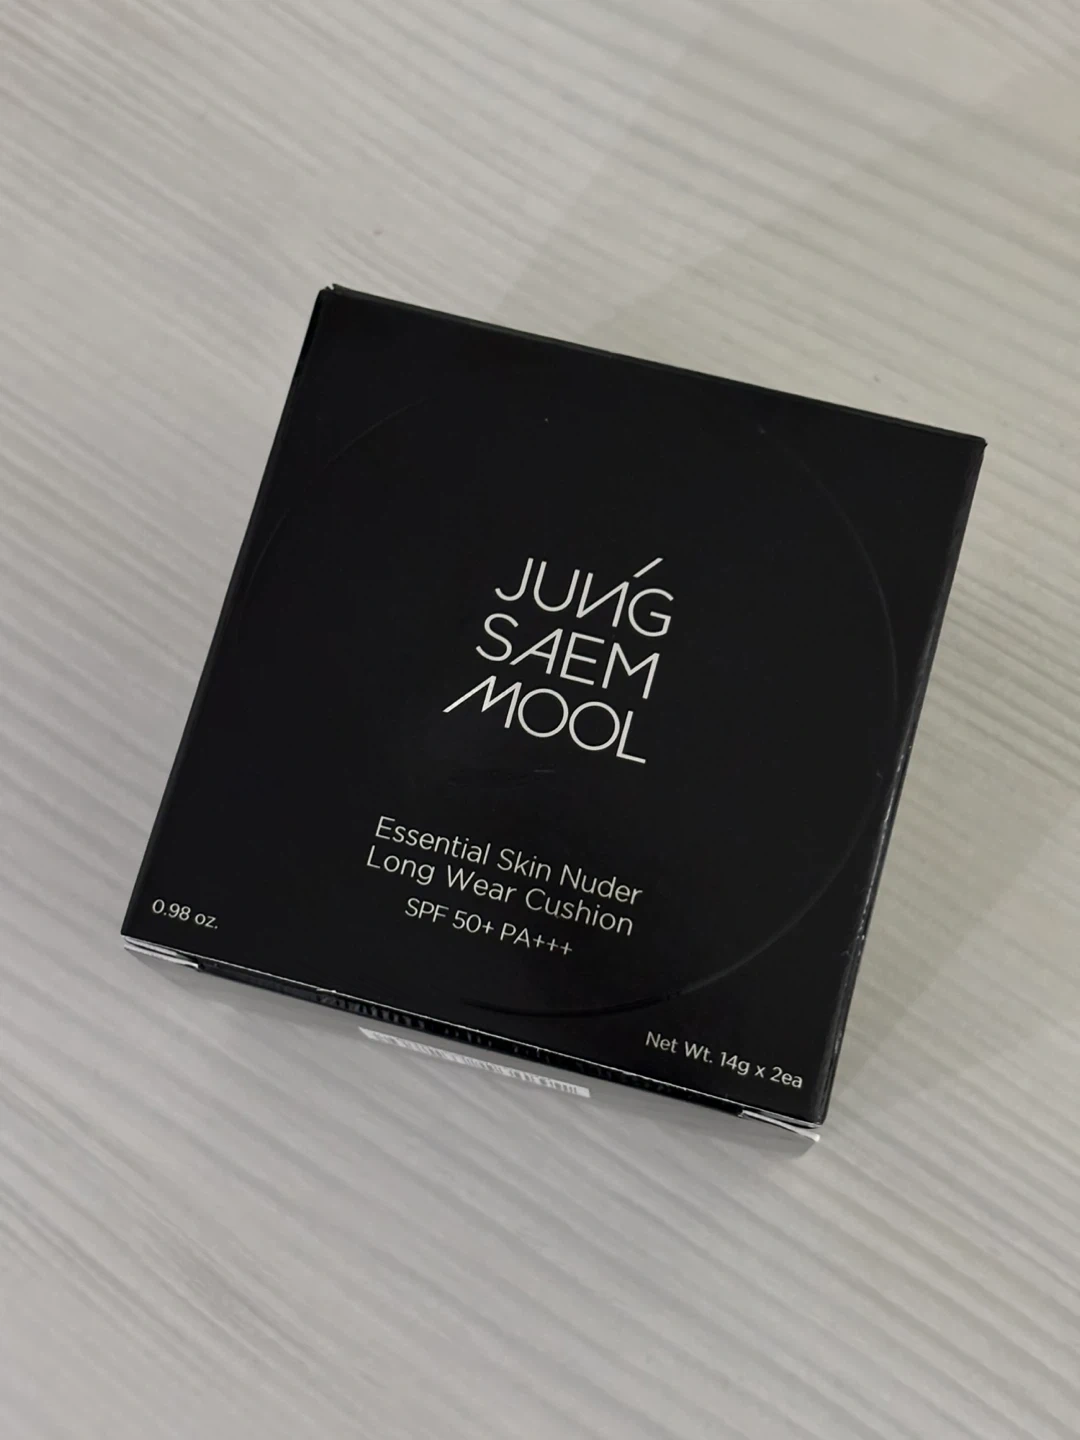 JUNG
SAEM
MOOL
Essential Skin Nuder
Long Wear Cushion
SPF 50+ PA+++
0.98 oz.
Net Wt. 14g x 2ea